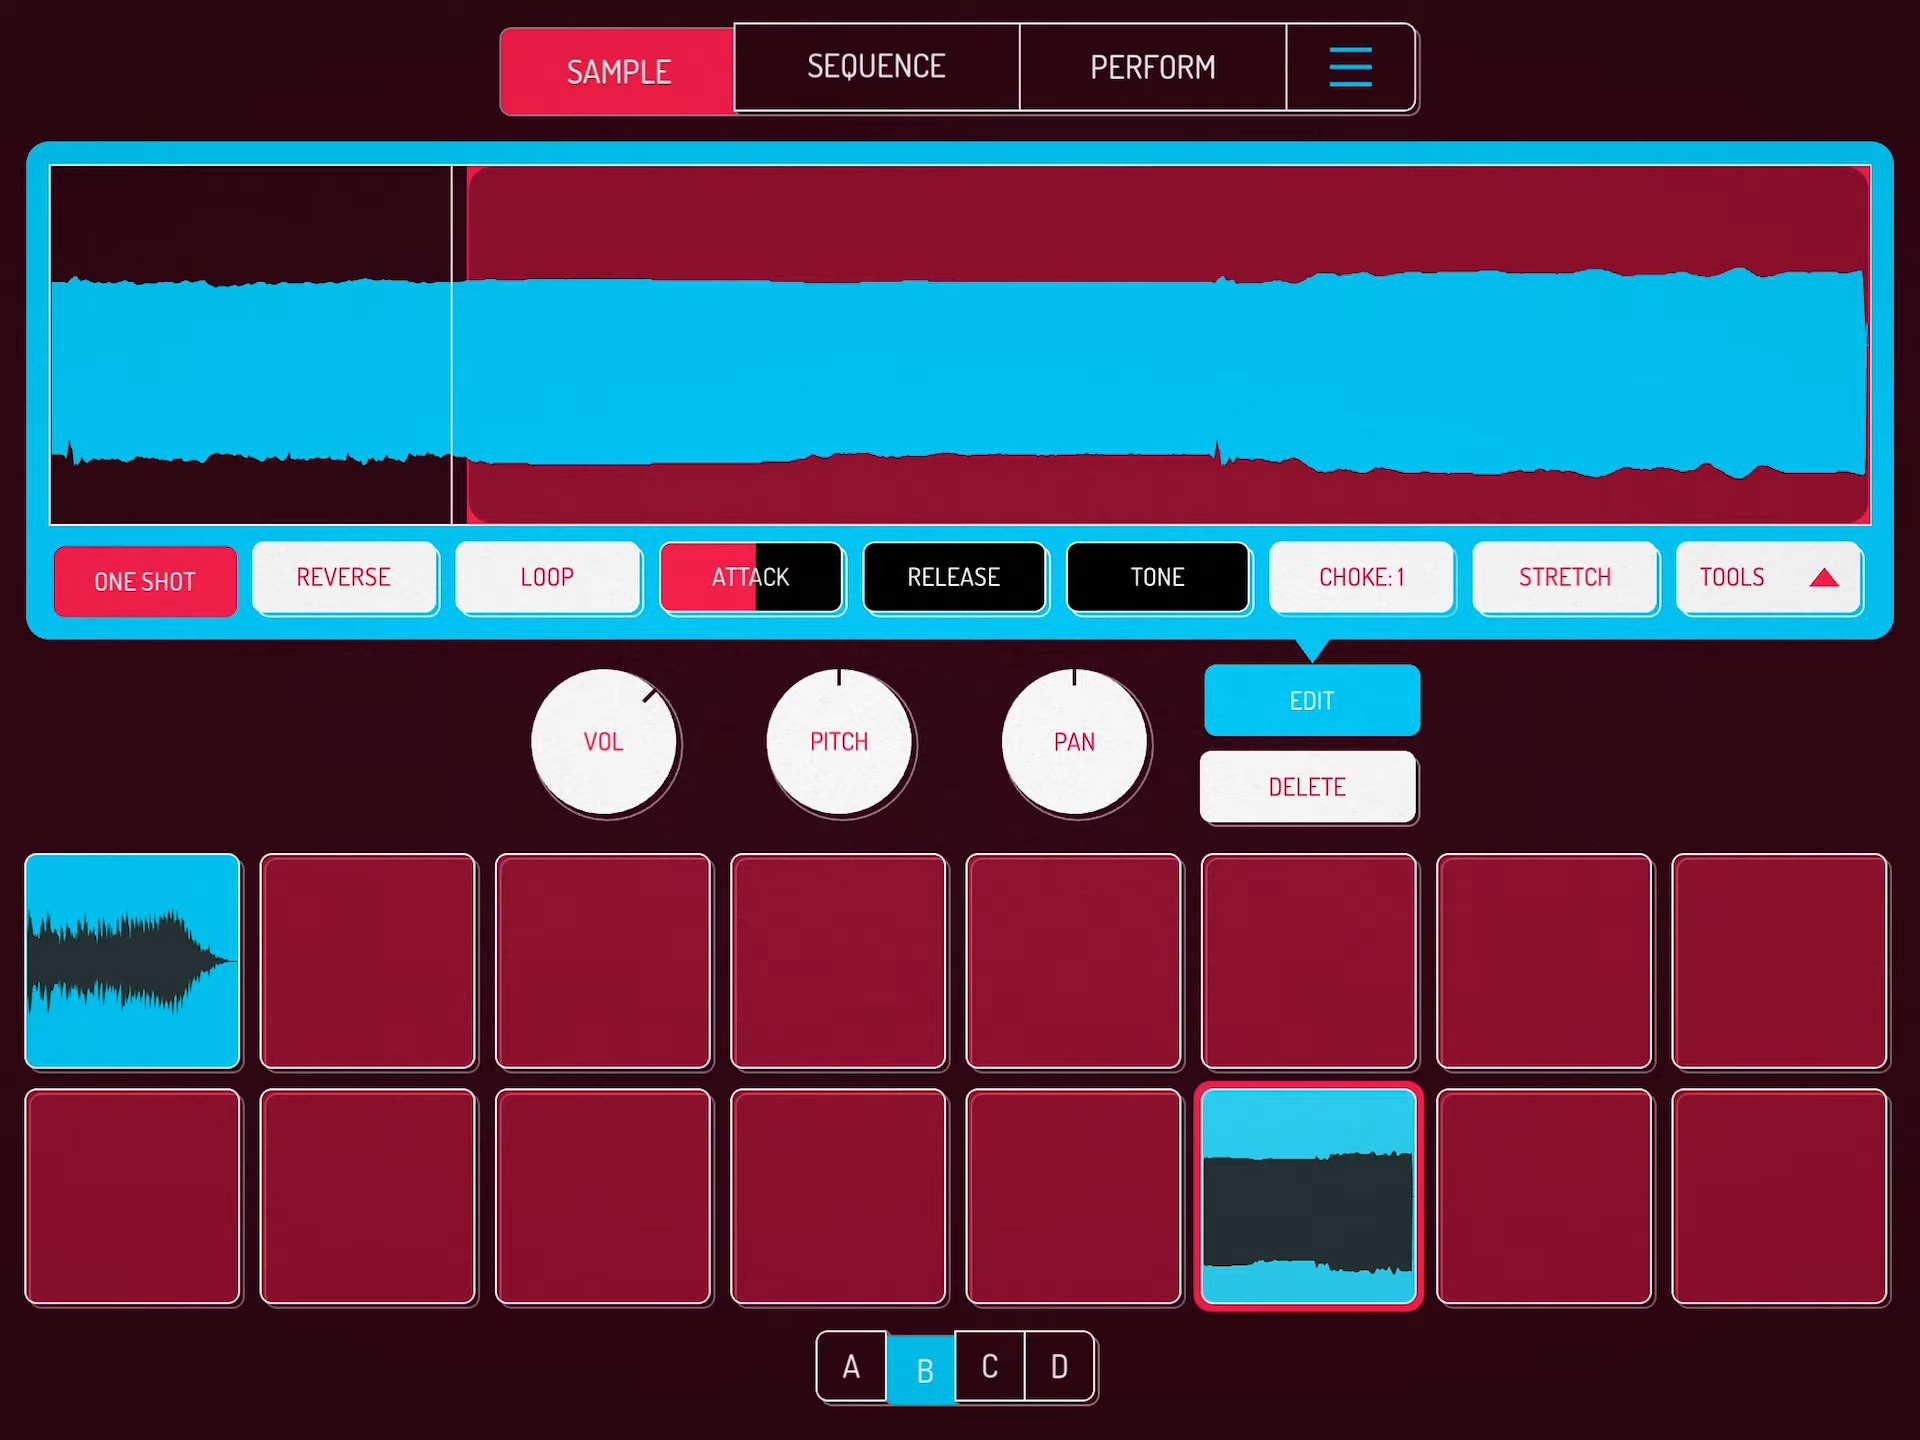 SAMPLE
SEQUENCE
PERFORM
ONE SHOT
REVERSE
LOOP
ATTACK
RELEASE
TONE
CHOKE: 1
STRETCH
TOOLS
VOL
PITCH
PAN
EDIT
DELETE
A
B
C
D